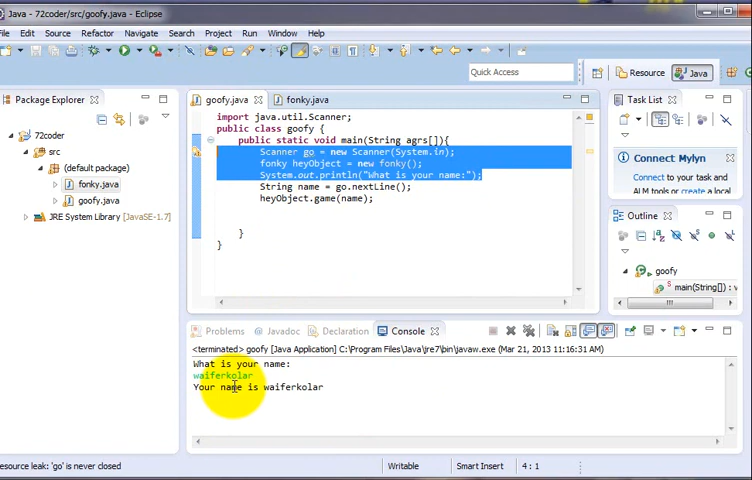 Java - 72coder/src/goofy.java - Eclipse
File Edit Source Refactor Navigate Search Project Run Window Help
Quick Access
Resource
Java
Package Explorer
72coder
src
(default package)
fonky.java
goofy.java
JRE System Library [JavaSE-1.7]
goofy.java
fonky.java
import java.util.Scanner;
public class goofy {
public static void main(String agrs[]){
Scanner go = new Scanner(System.in);
fonky heyObject = new fonky();
System.out.println("What is your name:");
String name = go.nextLine();
heyObject.game(name);
}
}
Task List
Connect Mylyn
Connect to your task and
ALM tools or create a local
Outline
goofy
main(String[]) : v
Problems
Javadoc
Declaration
Console
<terminated> goofy [Java Application] C:\Program Files\Java\jre7\bin\javaw.exe (Mar 21, 2013 11:16:31 AM)
What is your name:
waiferkolar
Your name is waiferkolar
esource leak: 'go' is never closed
Writable
Smart Insert
4 : 1